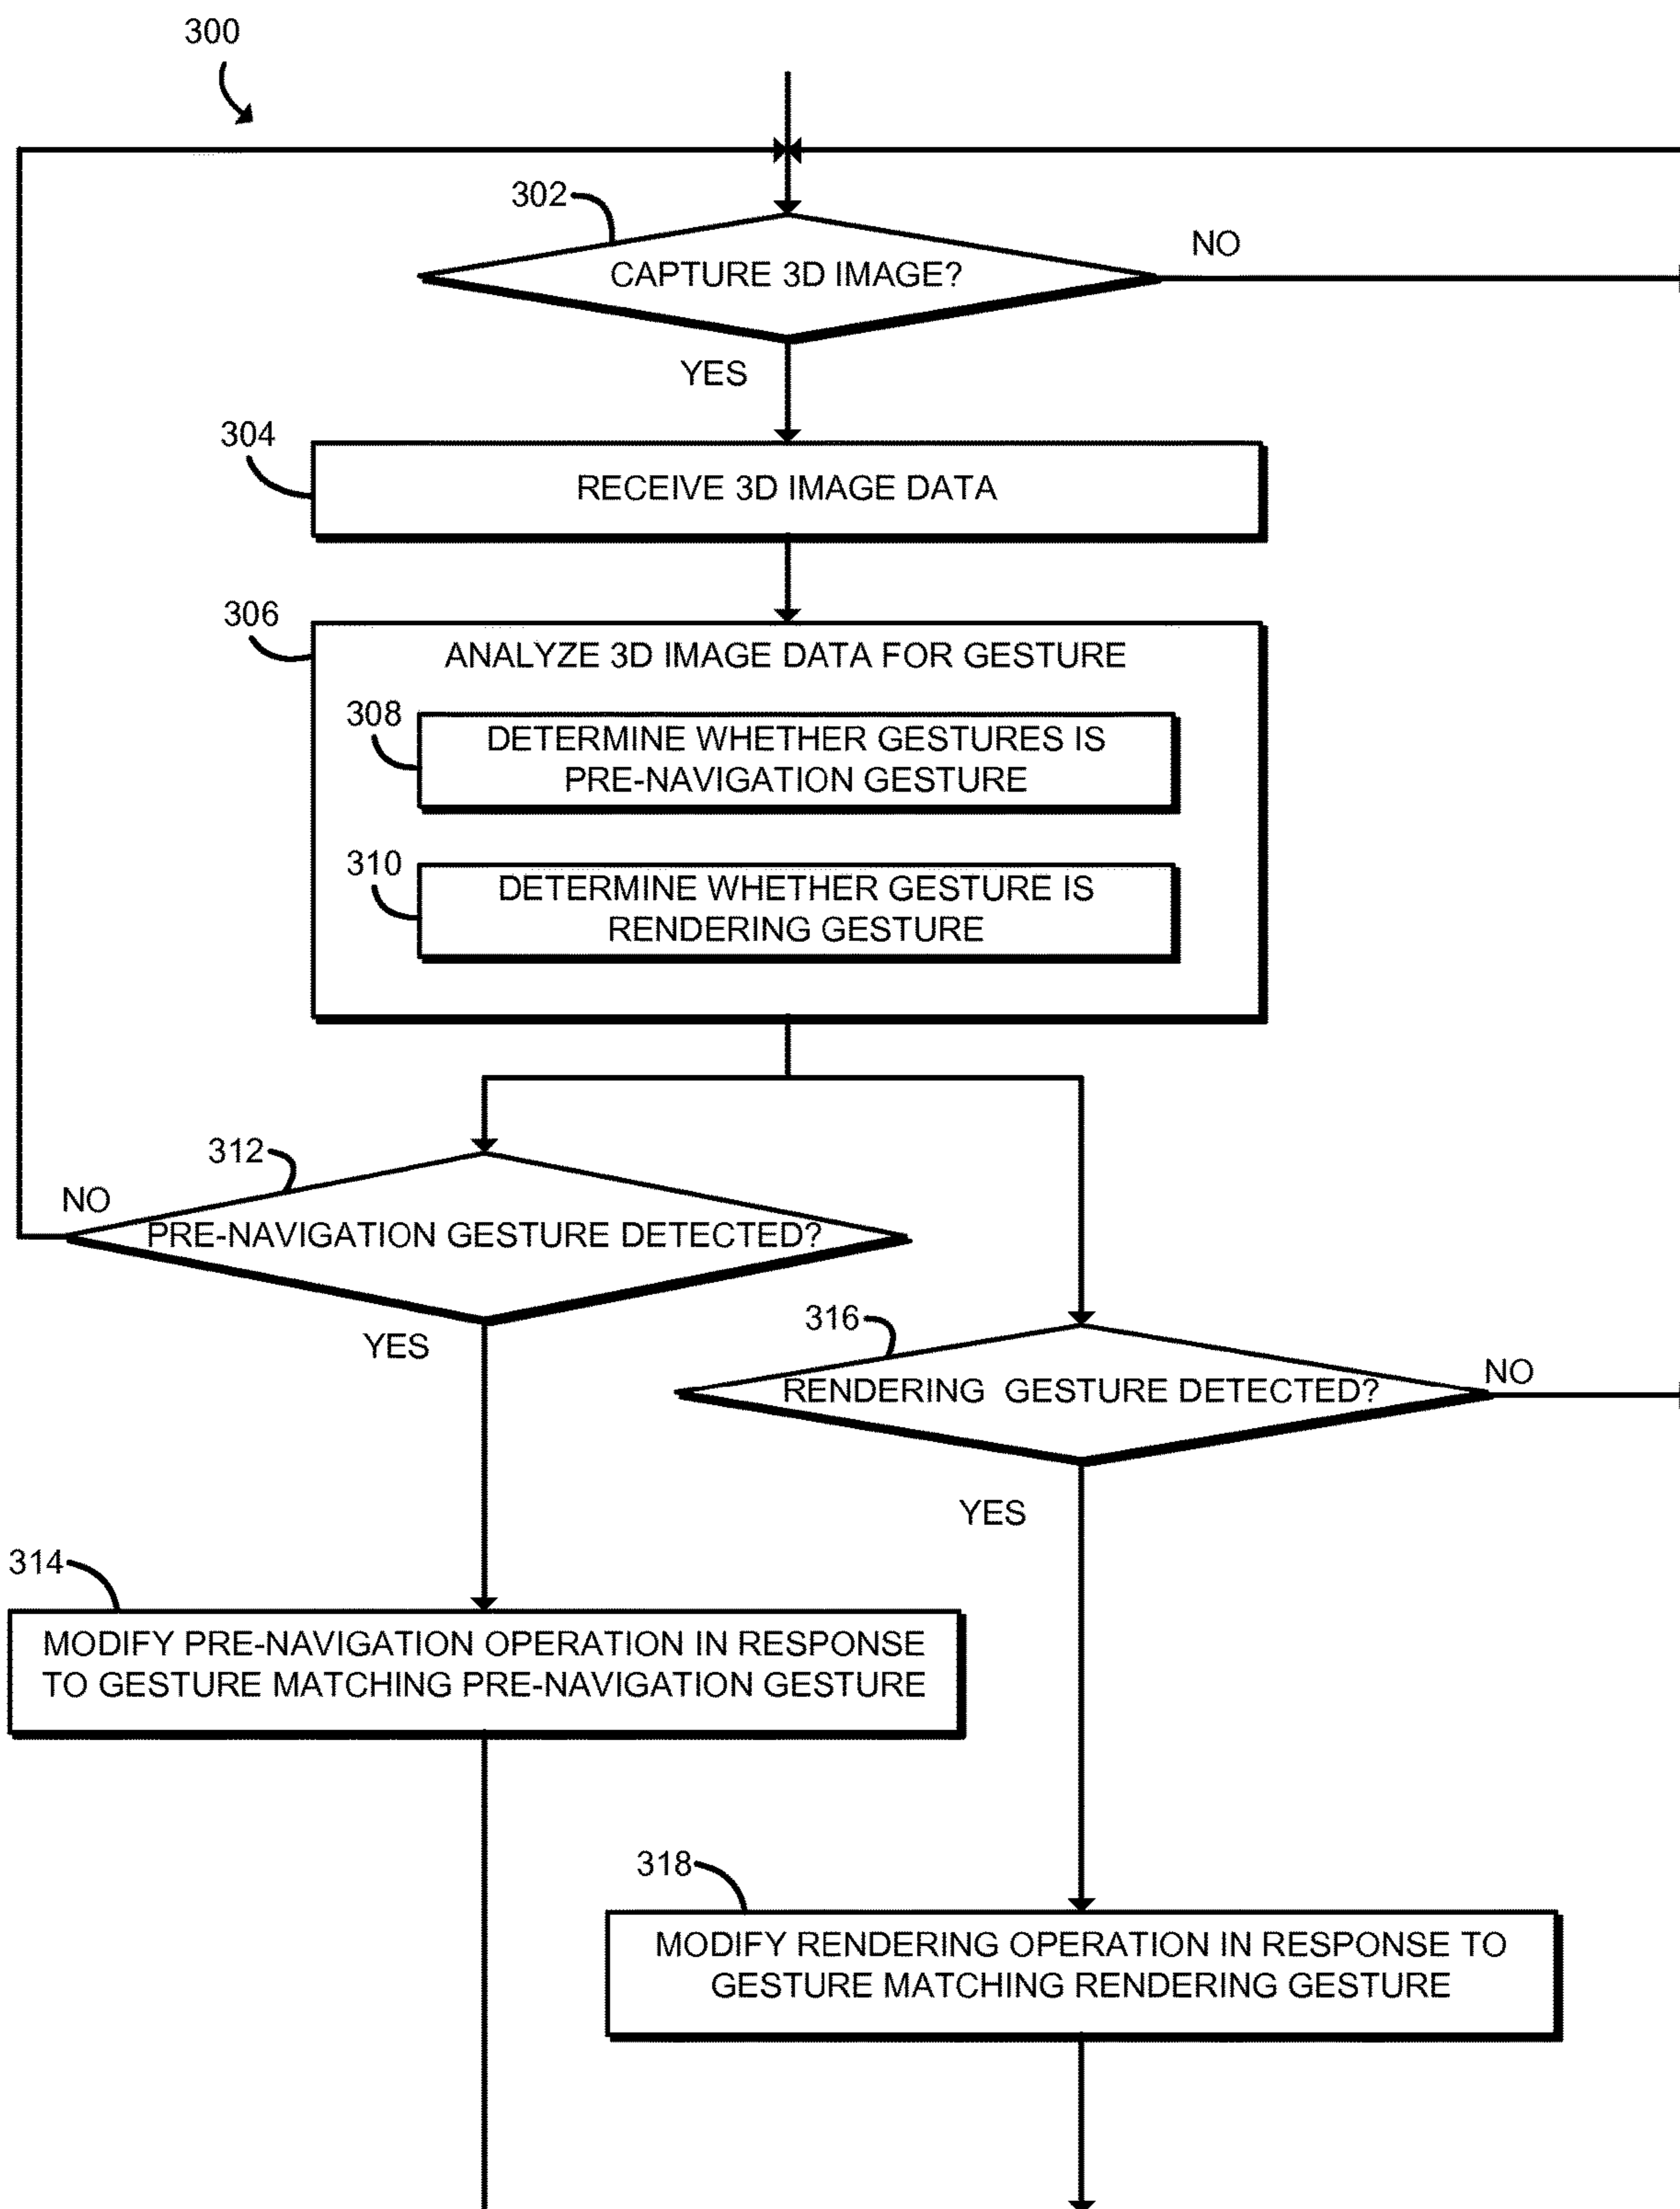 300
302
CAPTURE 3D IMAGE?
NO
YES
304
RECEIVE 3D IMAGE DATA
306
ANALYZE 3D IMAGE DATA FOR GESTURE
308
DETERMINE WHETHER GESTURES IS
PRE-NAVIGATION GESTURE
310
DETERMINE WHETHER GESTURE IS
RENDERING GESTURE
312
NO
PRE-NAVIGATION GESTURE DETECTED?
YES
316
RENDERING GESTURE DETECTED?
NO
YES
314
MODIFY PRE-NAVIGATION OPERATION IN RESPONSE
TO GESTURE MATCHING PRE-NAVIGATION GESTURE
318
MODIFY RENDERING OPERATION IN RESPONSE TO
GESTURE MATCHING RENDERING GESTURE